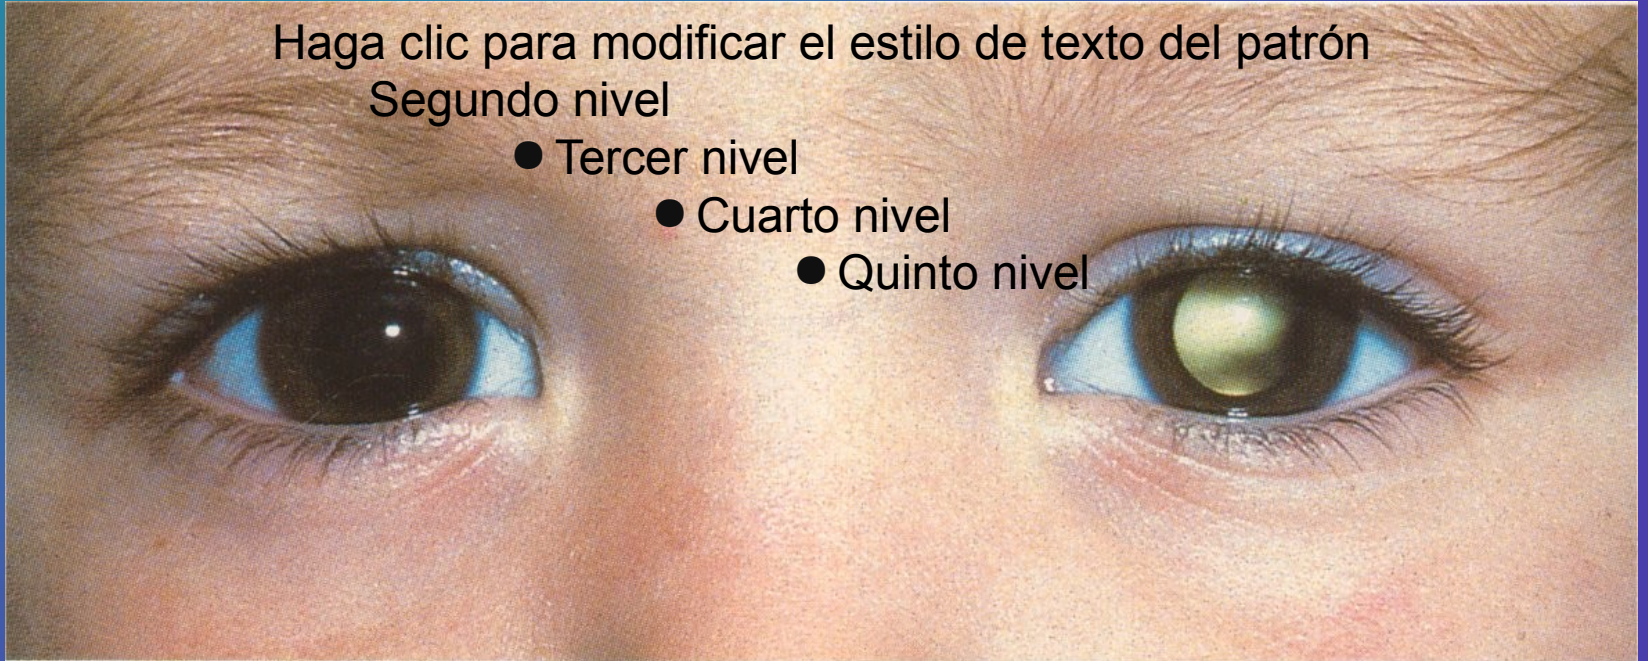 Haga clic para modificar el estilo de texto del patrón
Segundo nivel
● Tercer nivel
● Cuarto nivel
● Quinto nivel